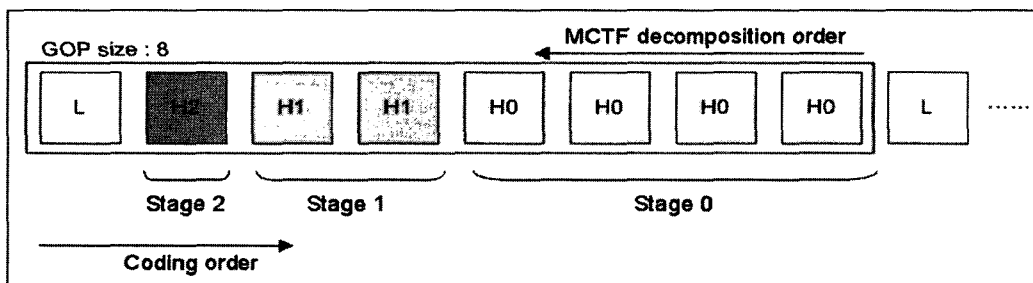 GOP size : 8
MCTF decomposition order
L H2 H1 H1 H0 H0 H0 H0 L ......
Stage 2 Stage 1 Stage 0
Coding order